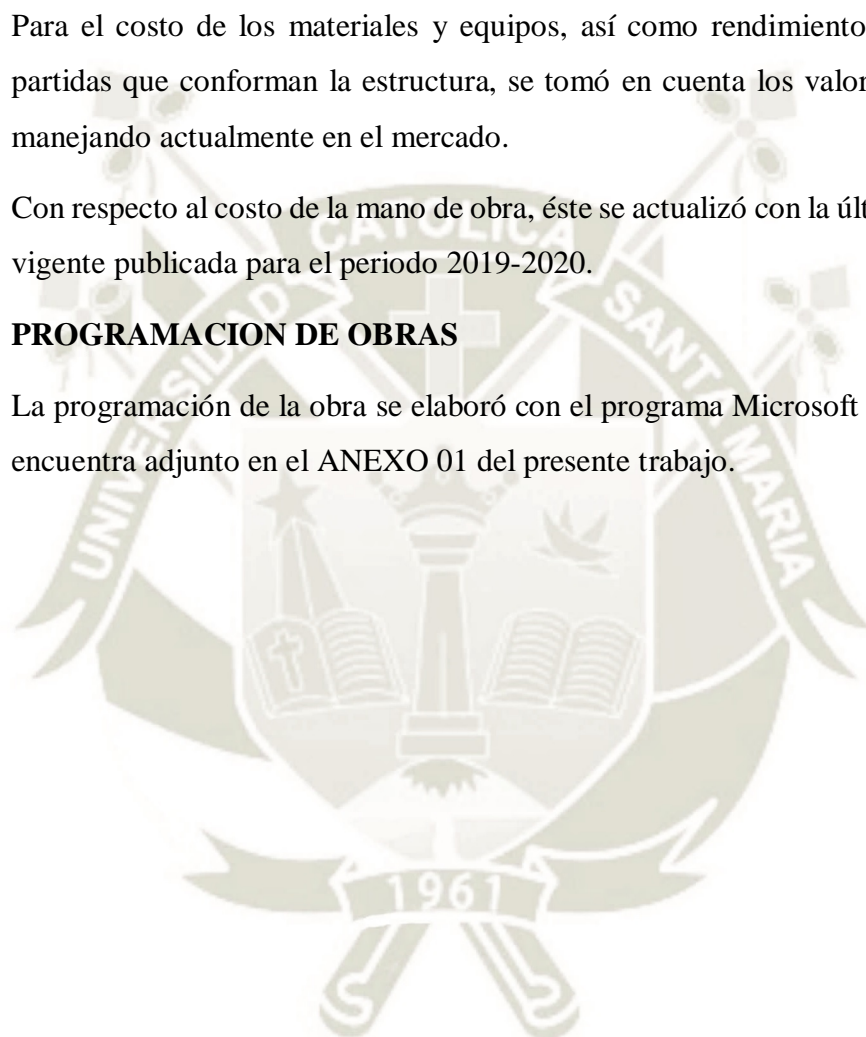 Para el costo de los materiales y equipos, así como rendimiento
partidas que conforman la estructura, se tomó en cuenta los valor
manejando actualmente en el mercado.
Con respecto al costo de la mano de obra, éste se actualizó con la últ
vigente publicada para el periodo 2019-2020.
PROGRAMACION DE OBRAS
La programación de la obra se elaboró con el programa Microsoft
encuentra adjunto en el ANEXO 01 del presente trabajo.
UNIVERSIDAD CATOLICA SANTA MARIA
1961